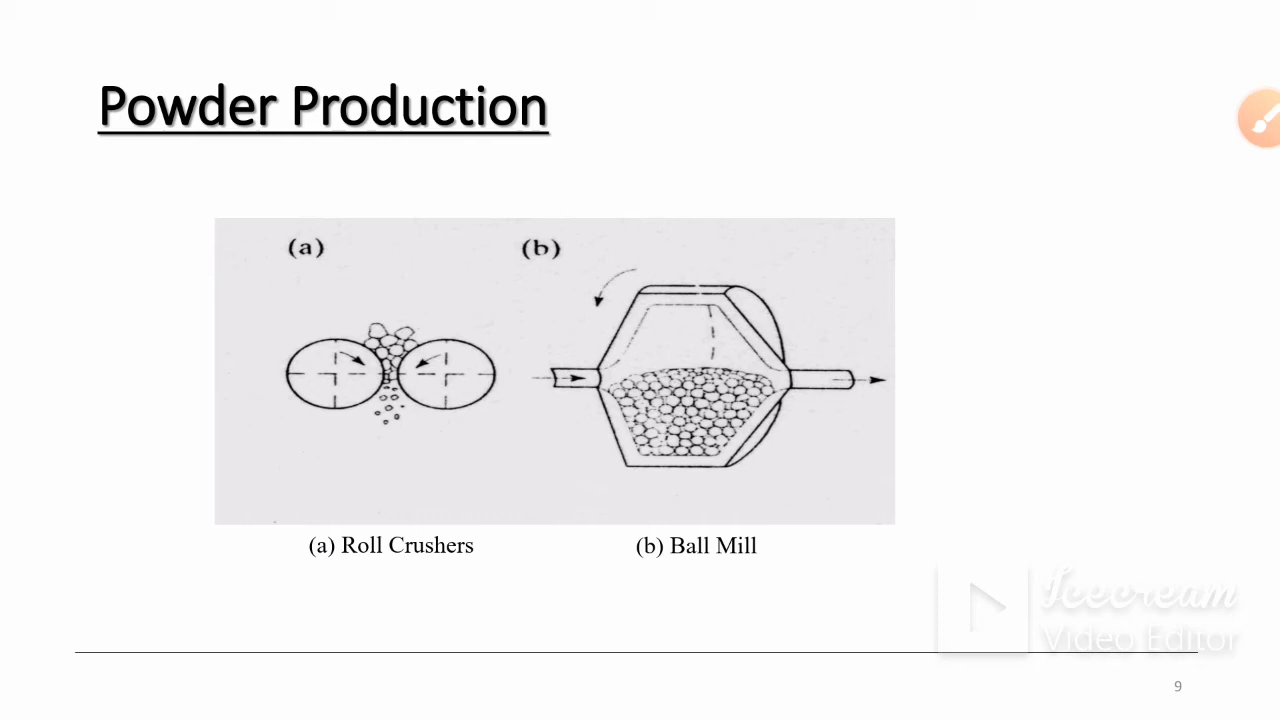 Powder Production
(a)
(b)
(a) Roll Crushers
(b) Ball Mill
Icecream
Video Editor
9